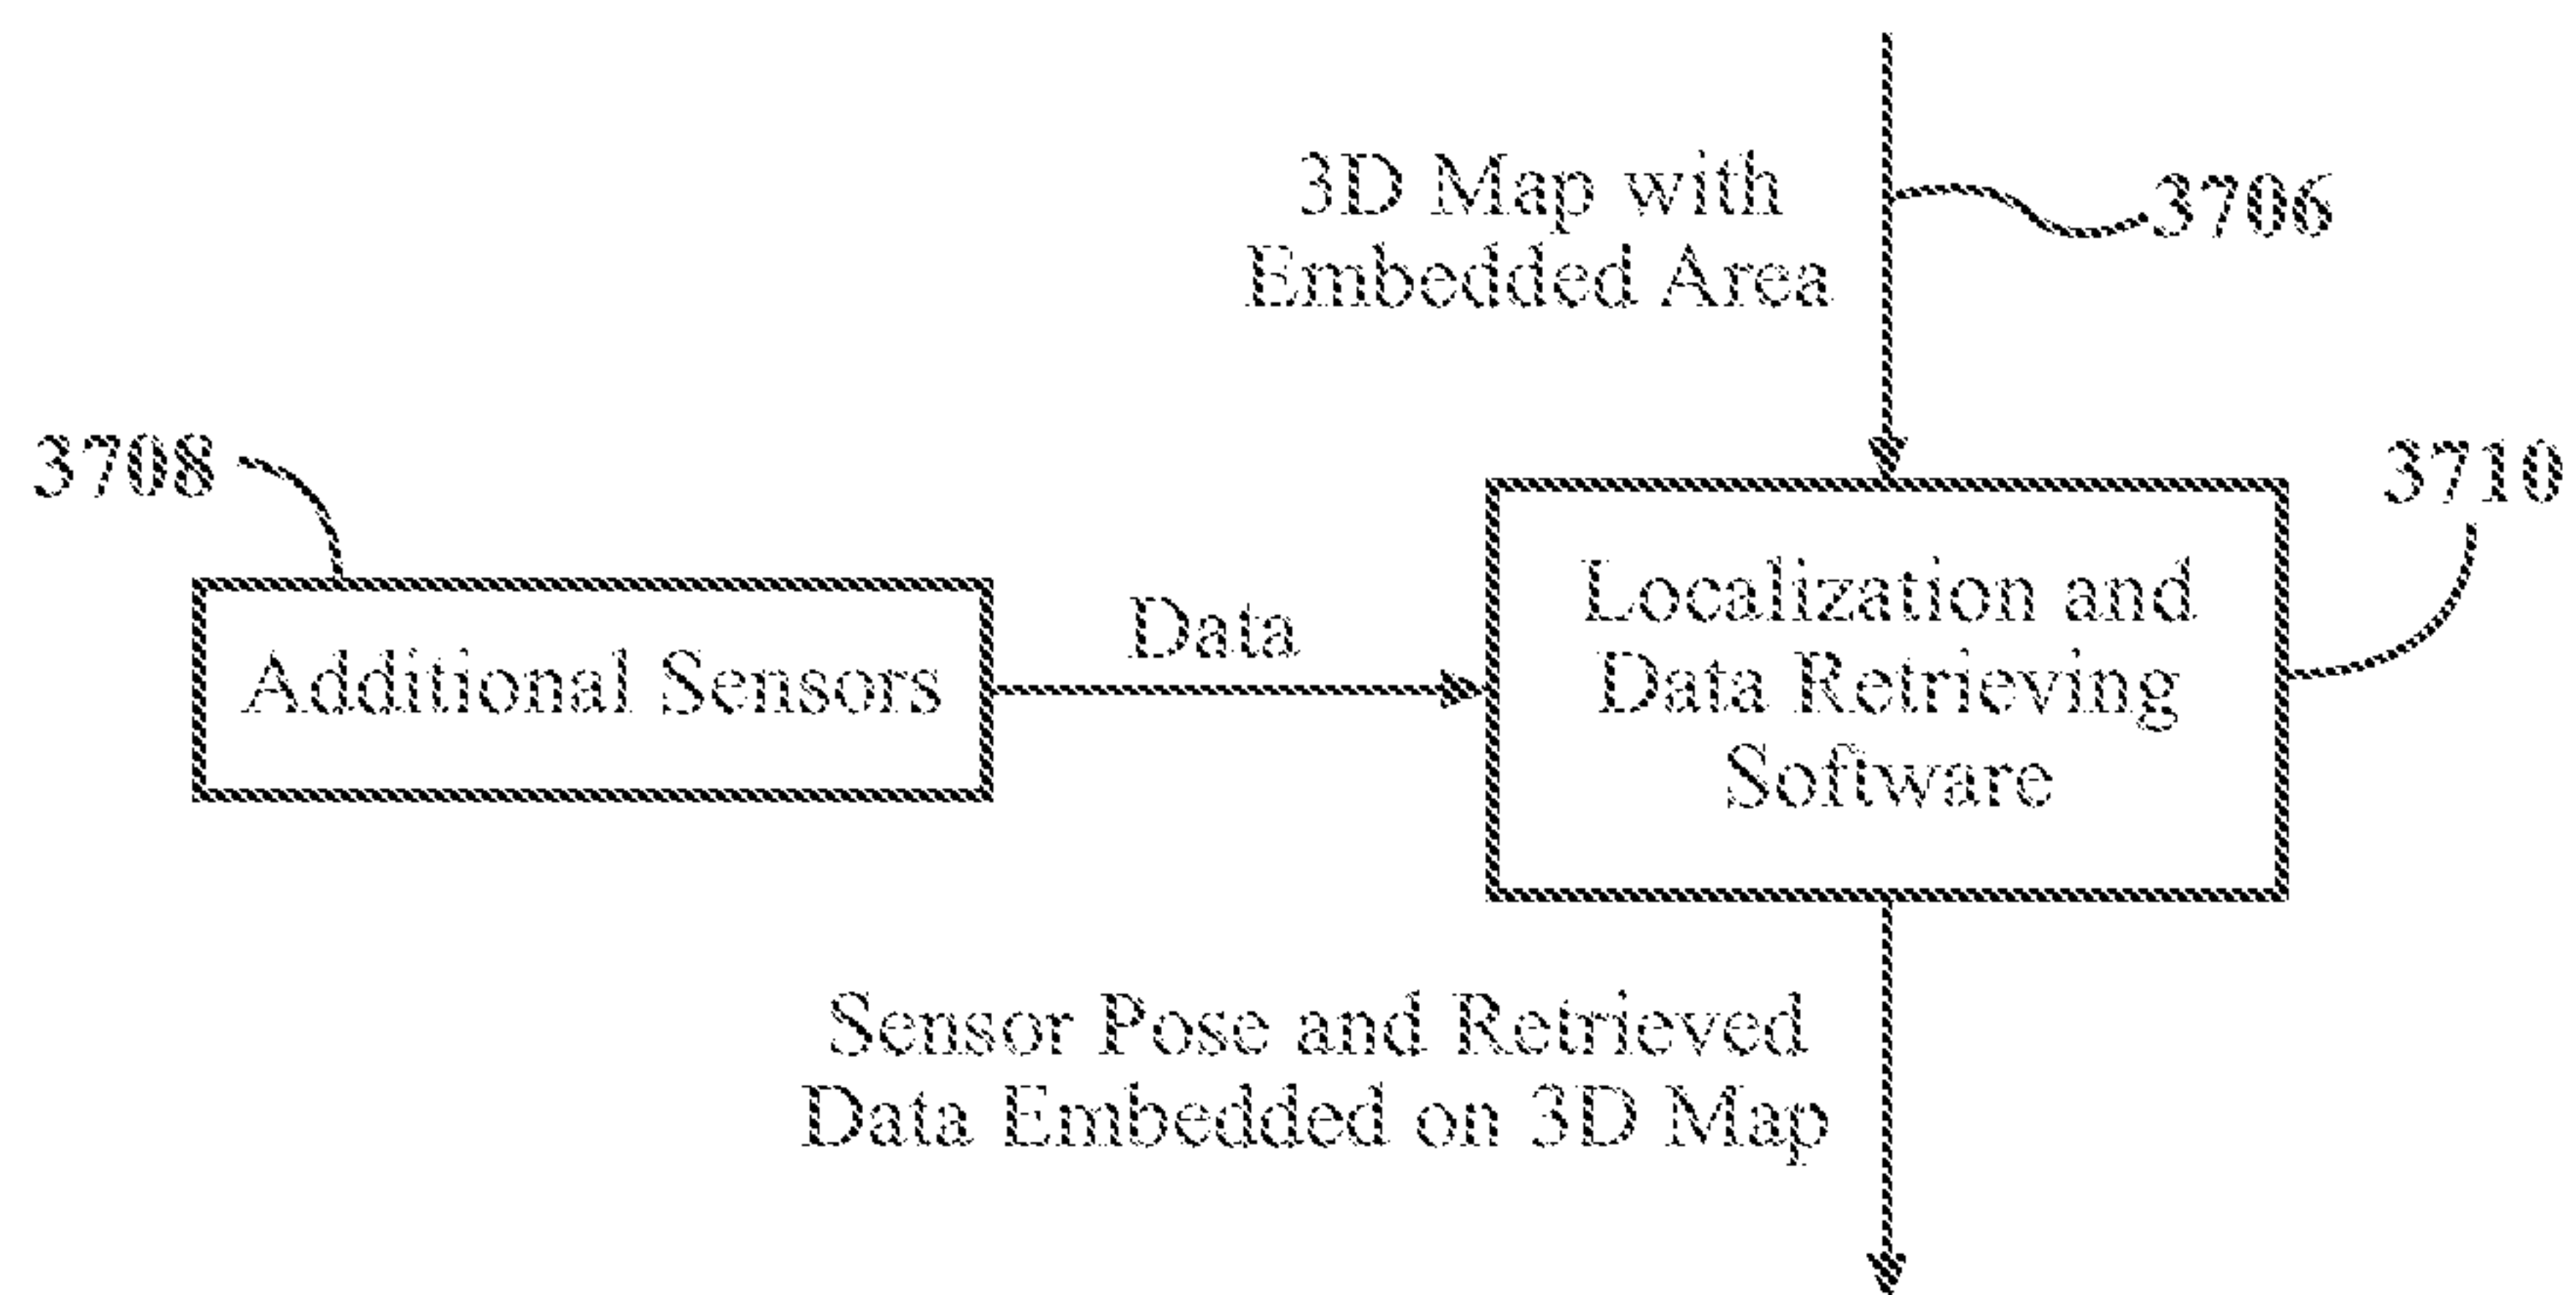 3D Map with
Embedded Area
3706
3708
3710
Additional Sensors
Data
Localization and
Data Retrieving
Software
Sensor Pose and Retrieved
Data Embedded on 3D Map